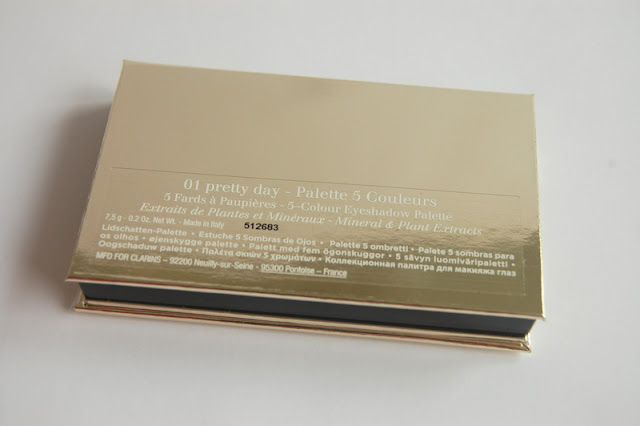 01 pretty day - Palette 5 Couleurs
5 Fards à Paupières - 5-Colour Eyeshadow Palette
Extraits de Plantes et Minéraux - Mineral & Plant Extracts
7,5 g - 0.2 Oz. Net Wt. - Made in Italy 512683
Lidschatten-Palette • Estuche 5 Sombras de Ojos • Palette 5 ombretti • Palete 5 sombras para
os olhos • øjenskygge palette • Palett med fem ögonskuggor • 5 sävyn luomiväripaletti •
Oogschaduw palette • Παλέτα σκιών 5 χρωμάτων • Коллекционная палитра для макияжа глаз
MFD FOR CLARINS - 92200 Neuilly-sur-Seine - 95300 Pontoise - France